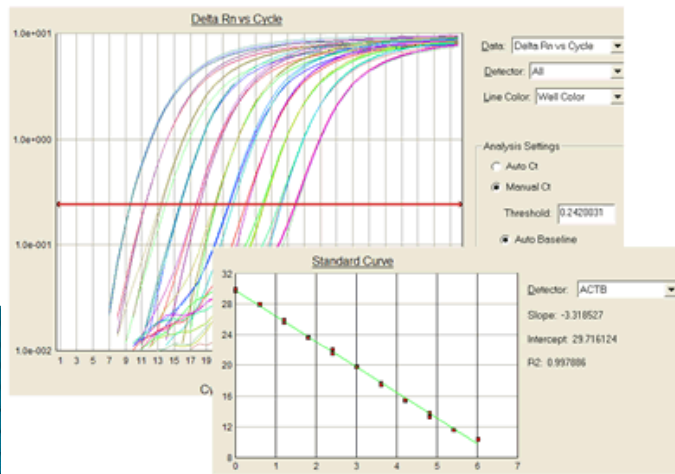 Delta Rn vs Cycle
1.0e+001
1.0e+000
1.0e-001
1.0e-002
1 3 5 7 9 11 13 15 17 19
Data: Delta Rn vs Cycle
Detector: All
Line Color: Well Color
Analysis Settings
Auto Ct
Manual Ct
Threshold: 0.2420031
Auto Baseline
Standard Curve
32
28
24
20
16
12
8
0 1 2 3 4 5 6 7
Detector: ACTB
Slope: -3.318527
Intercept: 29.716124
R2: 0.997886